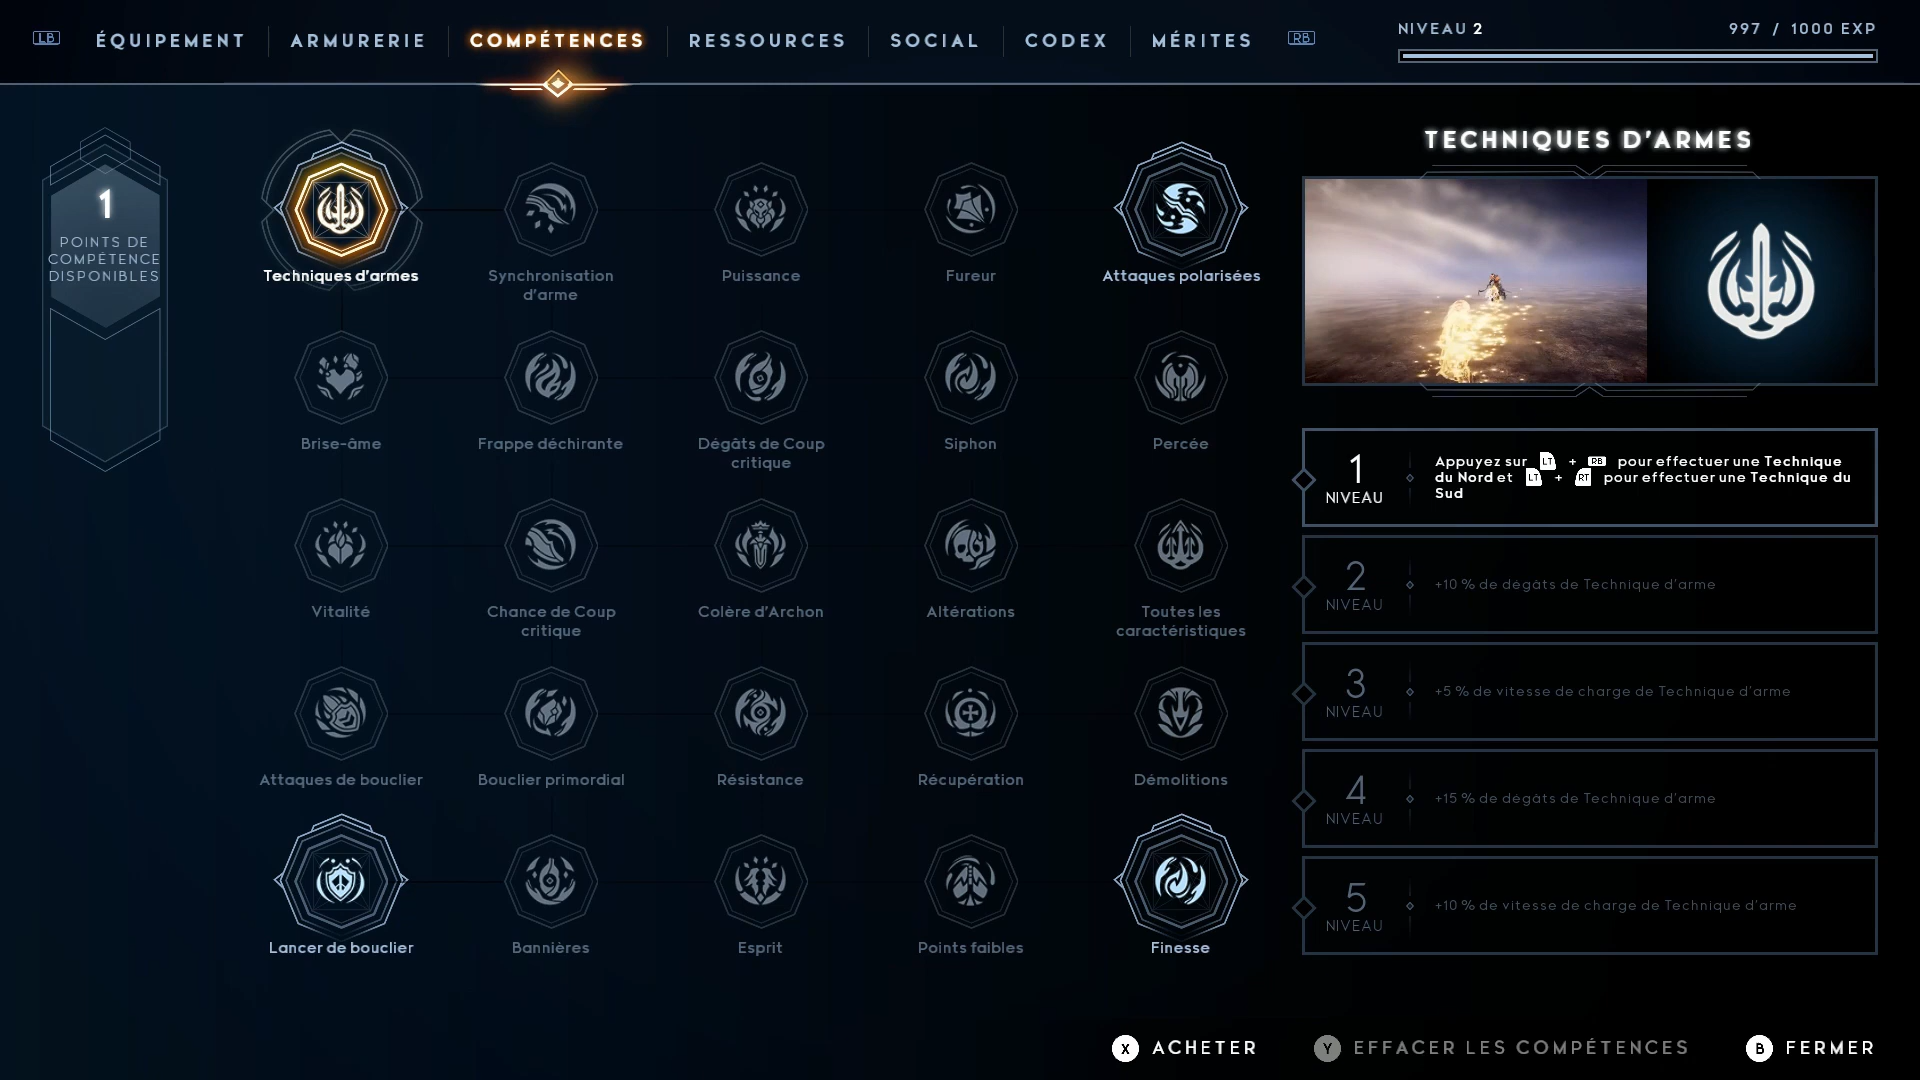 LB
ÉQUIPEMENT
ARMURERIE
COMPÉTENCES
RESSOURCES
SOCIAL
CODEX
MÉRITES
RB
NIVEAU 2
997 / 1000 EXP
1
POINTS DE
COMPÉTENCE
DISPONIBLES
Techniques d'armes
Synchronisation
d'arme
Puissance
Fureur
Attaques polarisées
Brise-âme
Frappe déchirante
Dégâts de Coup
critique
Siphon
Percée
Vitalité
Chance de Coup
critique
Colère d'Archon
Altérations
Toutes les
caractéristiques
Attaques de bouclier
Bouclier primordial
Résistance
Récupération
Démolitions
Lancer de bouclier
Bannières
Esprit
Points faibles
Finesse
TECHNIQUES D'ARMES
1
NIVEAU
Appuyez sur LT + RB pour effectuer une Technique
du Nord et LT + RT pour effectuer une Technique du
Sud
2
NIVEAU
+10 % de dégâts de Technique d'arme
3
NIVEAU
+5 % de vitesse de charge de Technique d'arme
4
NIVEAU
+15 % de dégâts de Technique d'arme
5
NIVEAU
+10 % de vitesse de charge de Technique d'arme
X ACHETER
Y EFFACER LES COMPÉTENCES
B FERMER